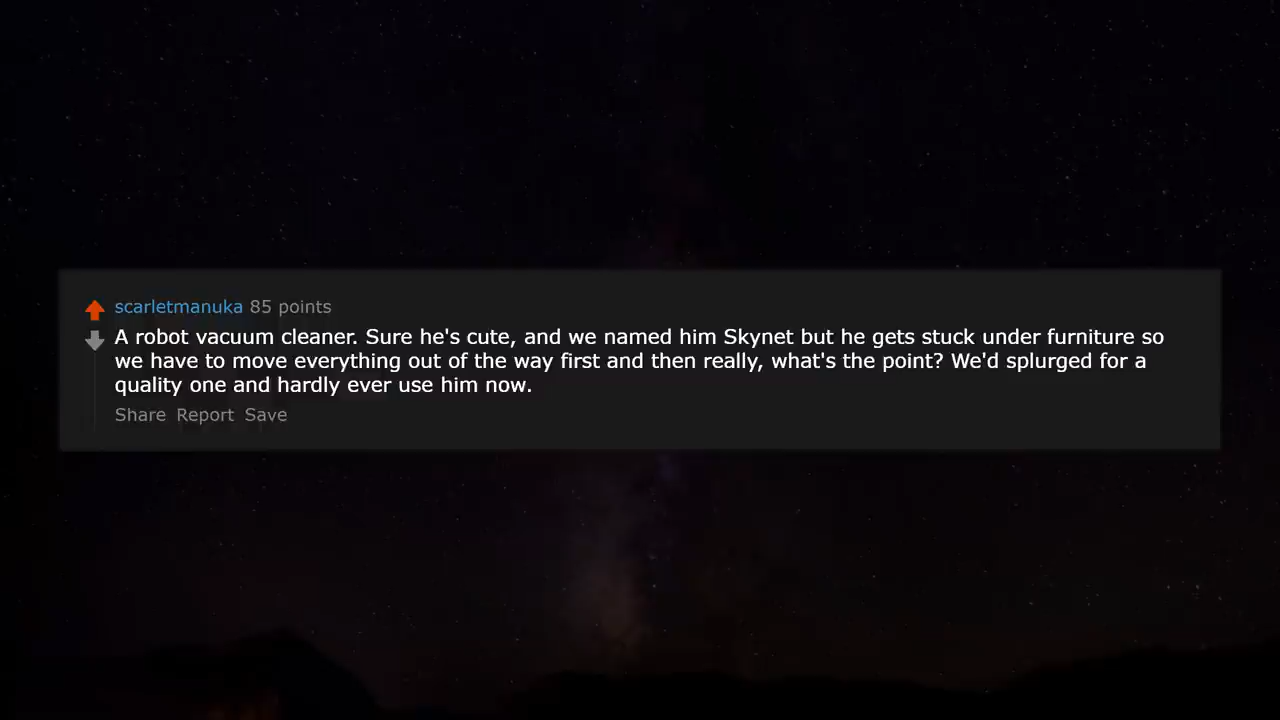 scarletmanuka 85 points
A robot vacuum cleaner. Sure he's cute, and we named him Skynet but he gets stuck under furniture so
we have to move everything out of the way first and then really, what's the point? We'd splurged for a
quality one and hardly ever use him now.
Share Report Save